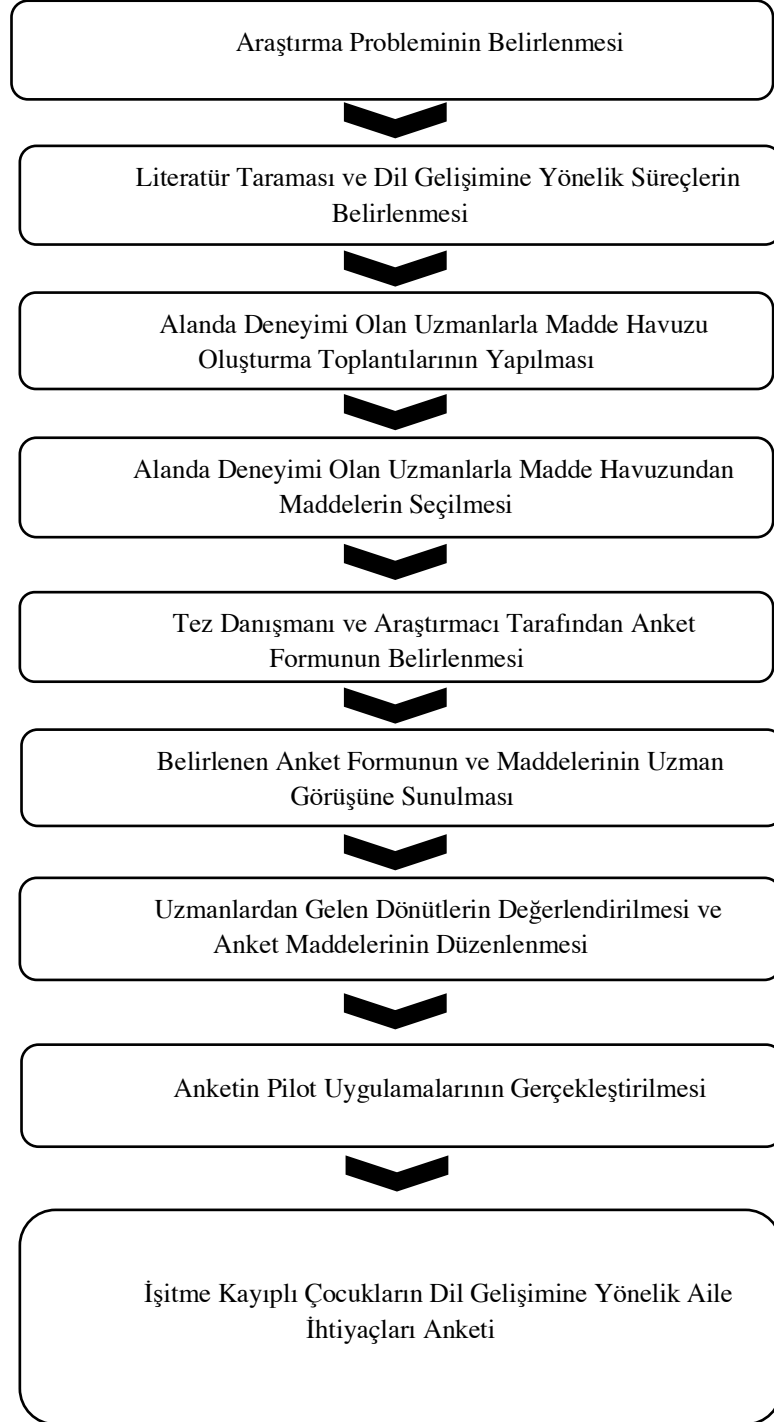 Araştırma Probleminin Belirlenmesi
Literatür Taraması ve Dil Gelişimine Yönelik Süreçlerin
Belirlenmesi
Alanda Deneyimi Olan Uzmanlarla Madde Havuzu
Oluşturma Toplantılarının Yapılması
Alanda Deneyimi Olan Uzmanlarla Madde Havuzundan
Maddelerin Seçilmesi
Tez Danışmanı ve Araştırmacı Tarafından Anket
Formunun Belirlenmesi
Belirlenen Anket Formunun ve Maddelerinin Uzman
Görüşüne Sunulması
Uzmanlardan Gelen Dönütlerin Değerlendirilmesi ve
Anket Maddelerinin Düzenlenmesi
Anketin Pilot Uygulamalarının Gerçekleştirilmesi
İşitme Kayıplı Çocukların Dil Gelişimine Yönelik Aile
İhtiyaçları Anketi